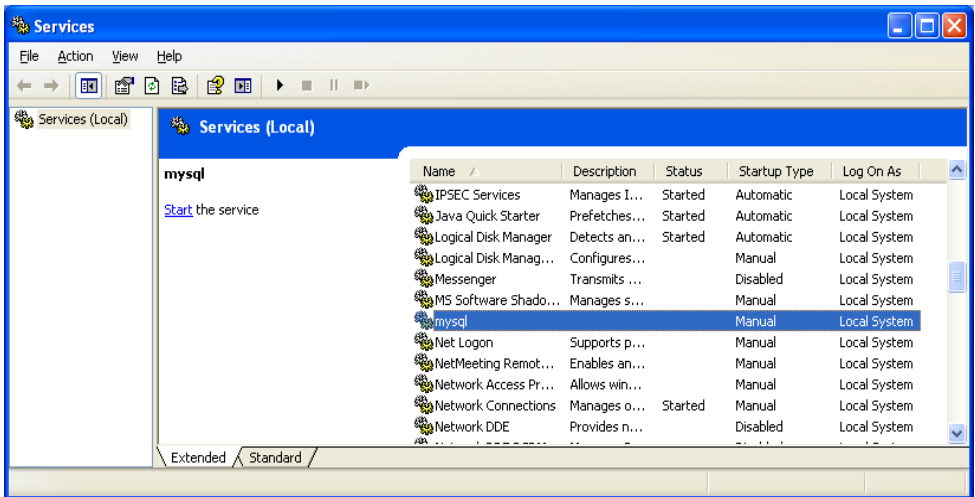 Services
File Action View Help
Services (Local)
Services (Local)
mysql
Start the service
Name Description Status Startup Type Log On As
IPSEC Services Manages I... Started Automatic Local System
Java Quick Starter Prefetches... Started Automatic Local System
Logical Disk Manager Detects an... Started Automatic Local System
Logical Disk Manag... Configures... Manual Local System
Messenger Transmits ... Disabled Local System
MS Software Shado... Manages s... Manual Local System
mysql Manual Local System
Net Logon Supports p... Manual Local System
NetMeeting Remot... Enables an... Manual Local System
Network Access Pr... Allows win... Manual Local System
Network Connections Manages o... Started Manual Local System
Network DDE Provides n... Disabled Local System
Extended Standard